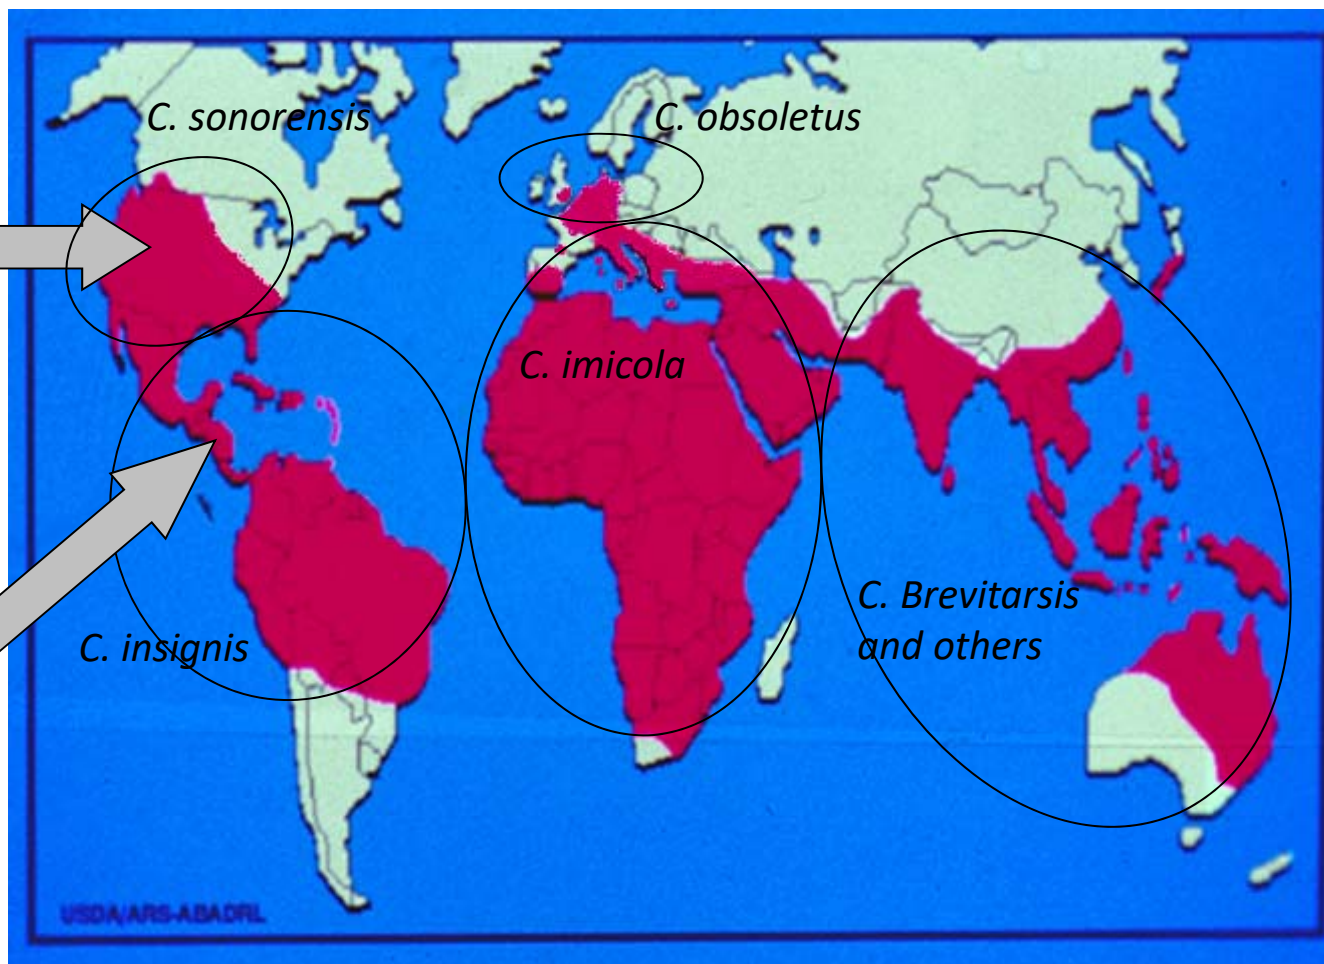 C. sonorensis
C. obsoletus
C. imicola
C. Brevitarsis
and others
C. insignis
USDA/ARS-ABADRL